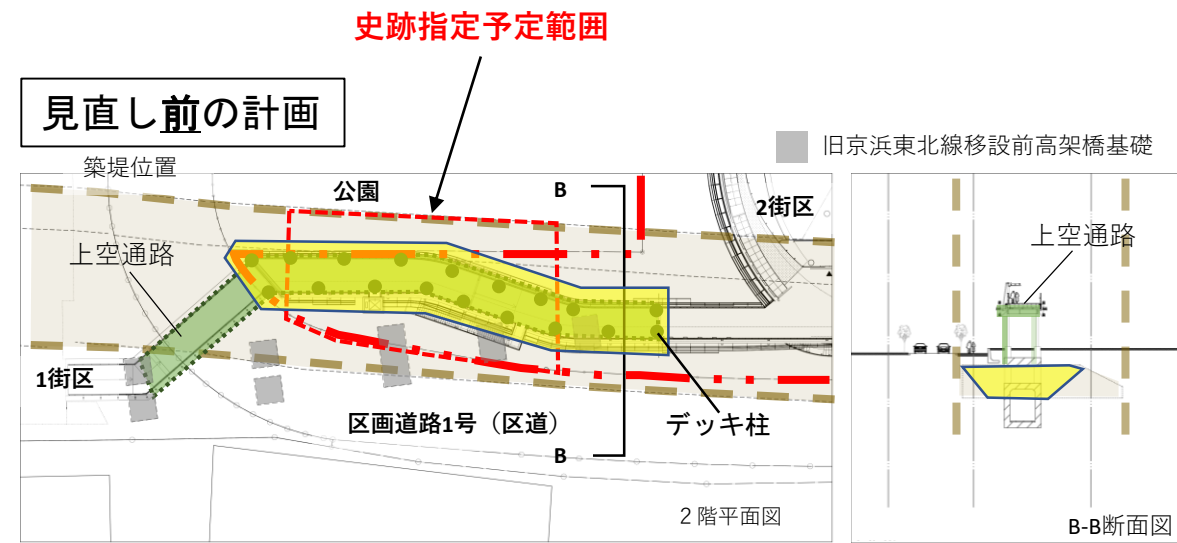 史跡指定予定範囲
見直し前の計画
旧京浜東北線移設前高架橋基礎
築堤位置
公園
B
2街区
上空通路
上空通路
1街区
区画道路1号（区道）
デッキ柱
B
２階平面図
B-B断面図